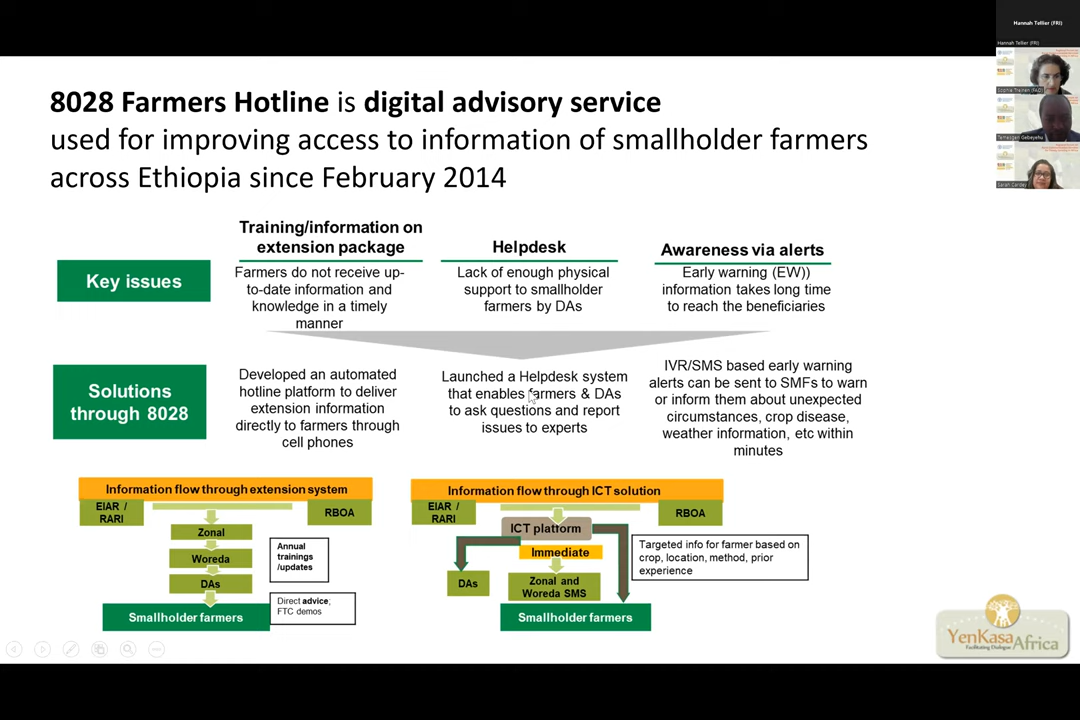 Hannah Tellier (FRI)
Hannah Tellier (FRI)
8028 Farmers Hotline is digital advisory service
used for improving access to information of smallholder farmers
across Ethiopia since February 2014
Training/information on
extension package
Helpdesk
Awareness via alerts
Key issues
Farmers do not receive up-
to-date information and
knowledge in a timely
manner
Lack of enough physical
support to smallholder
farmers by DAs
Early warning (EW))
information takes long time
to reach the beneficiaries
Solutions
through 8028
Developed an automated
hotline platform to deliver
extension information
directly to farmers through
cell phones
Launched a Helpdesk system
that enables farmers & DAs
to ask questions and report
issues to experts
IVR/SMS based early warning
alerts can be sent to SMFs to warn
or inform them about unexpected
circumstances, crop disease,
weather information, etc within
minutes
Information flow through extension system
EIAR /
RARI
RBOA
Zonal
Woreda
DAs
Annual
trainings
/updates
Direct advice;
FTC demos
Smallholder farmers
Information flow through ICT solution
EIAR /
RARI
RBOA
ICT platform
Immediate
DAs
Zonal and
Woreda SMS
Targeted info for farmer based on
crop, location, method, prior
experience
Smallholder farmers
YenKasa Africa
Facilitating Dialogue